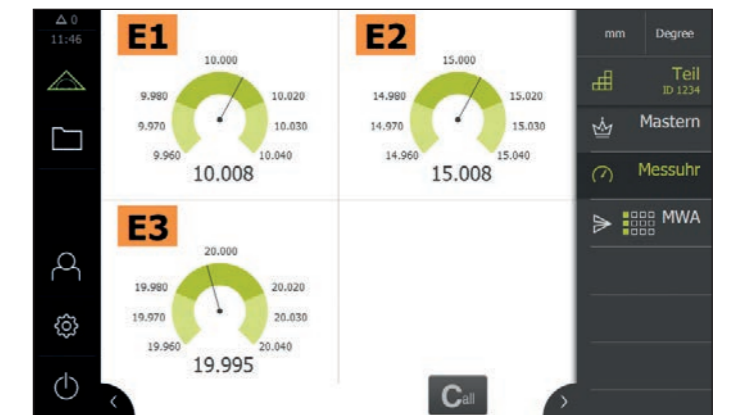 △ 0
11:46
E1
10.000
9.980
10.020
9.970
10.030
9.960
10.040
10.008
E2
15.000
14.980
15.020
14.970
15.030
14.960
15.040
15.008
E3
20.000
19.980
20.020
19.970
20.030
19.960
20.040
19.995
Call
mm
Degree
Teil
ID 1234
Mastern
Messuhr
MWA